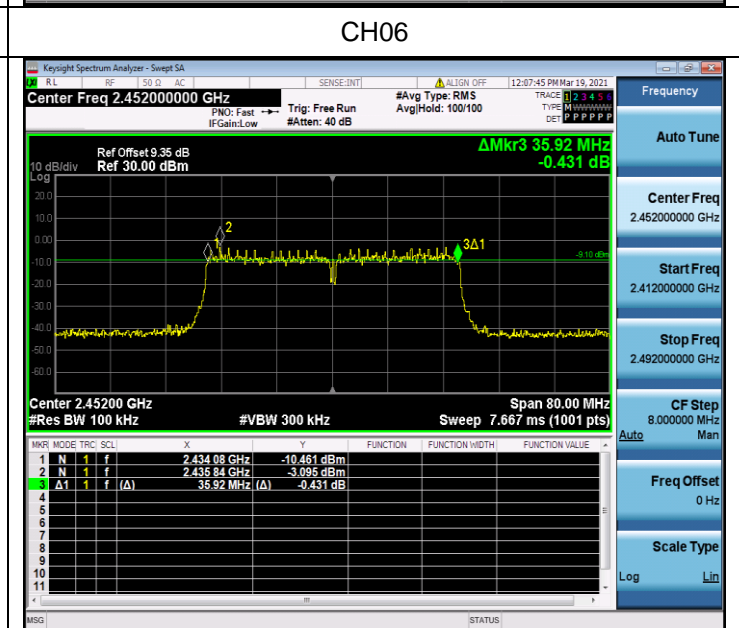 CH06
Keysight Spectrum Analyzer - Swept SA
RL RF 50 Ω AC SENSE:INT ALIGN OFF 12:07:45 PM Mar 19, 2021
Center Freq 2.452000000 GHz
PNO: Fast
IFGain:Low
Trig: Free Run
#Atten: 40 dB
#Avg Type: RMS
Avg|Hold: 100/100
TRACE 1 2 3 4 5 6
TYPE M W W W W W
DET P P P P P P
Frequency
Auto Tune
Center Freq
2.452000000 GHz
Start Freq
2.412000000 GHz
Stop Freq
2.492000000 GHz
CF Step
8.000000 MHz
Auto Man
Freq Offset
0 Hz
Scale Type
Log Lin
ΔMkr3 35.92 MHz
-0.431 dB
Ref Offset 9.35 dB
10 dB/div Ref 30.00 dBm
Log
20.0
10.0
0.00
-10.0
-20.0
-30.0
-40.0
-50.0
-60.0
1
2
3Δ1
-9.10 dBm
Center 2.45200 GHz Span 80.00 MHz
#Res BW 100 kHz #VBW 300 kHz Sweep 7.667 ms (1001 pts)
MKR MODE TRC SCL X Y FUNCTION FUNCTION WIDTH FUNCTION VALUE
1 N 1 f 2.434 08 GHz -10.461 dBm
2 N 1 f 2.435 84 GHz -3.095 dBm
3 Δ1 1 f (Δ) 35.92 MHz (Δ) -0.431 dB
4
5
6
7
8
9
10
11
MSG STATUS